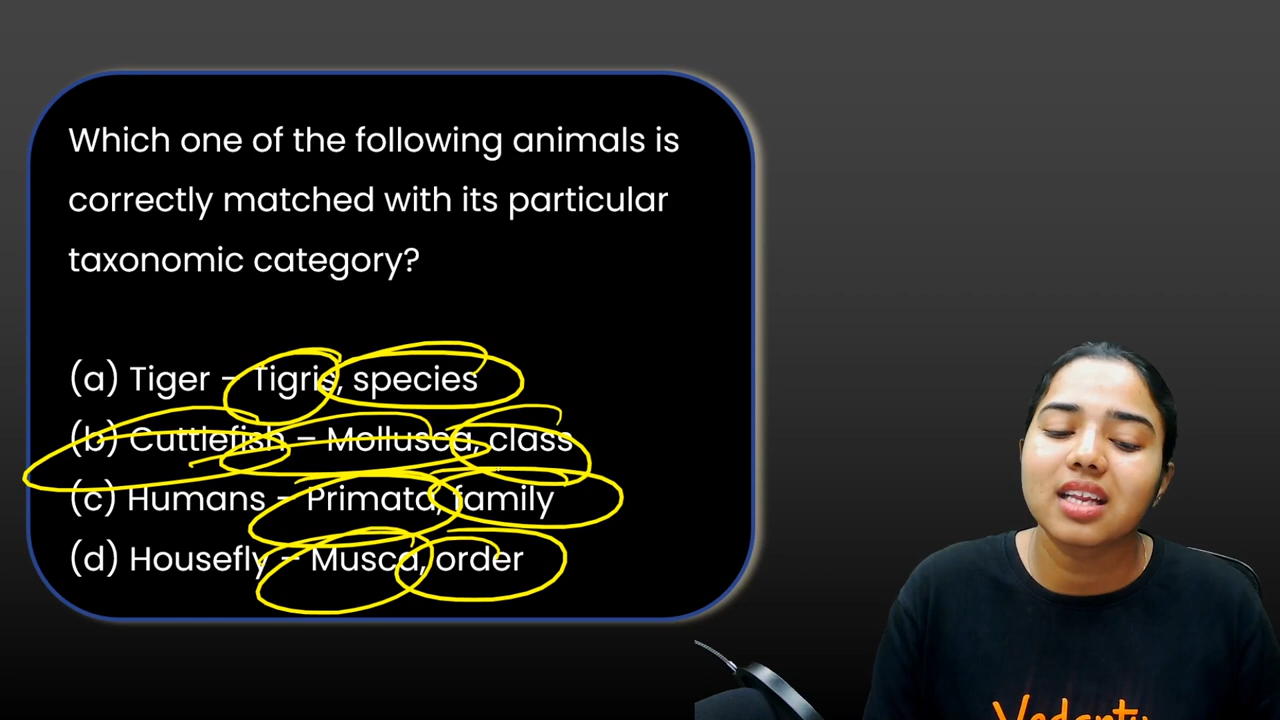 Which one of the following animals is
correctly matched with its particular
taxonomic category?
(a) Tiger – Tigris, species
(b) Cuttlefish – Mollusca, class
(c) Humans – Primata, family
(d) Housefly – Musca, order
Vedantu